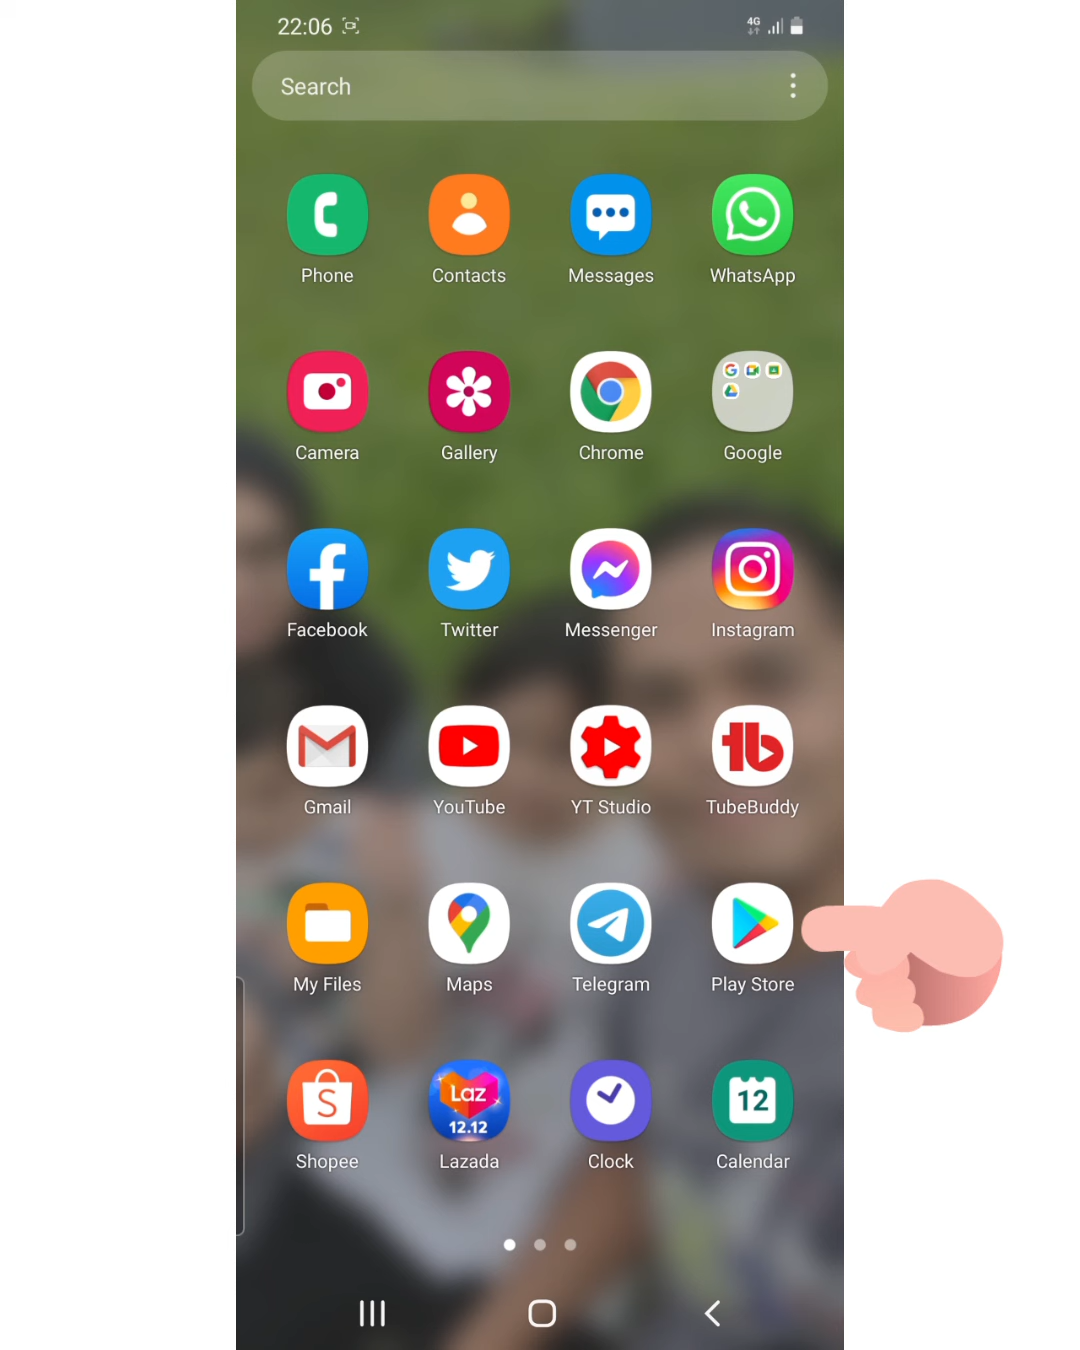 22:06 4G
Search
Phone Contacts Messages WhatsApp
Camera Gallery Chrome Google
Facebook Twitter Messenger Instagram
Gmail YouTube YT Studio TubeBuddy
My Files Maps Telegram Play Store
Laz
12.12
12
Shopee Lazada Clock Calendar